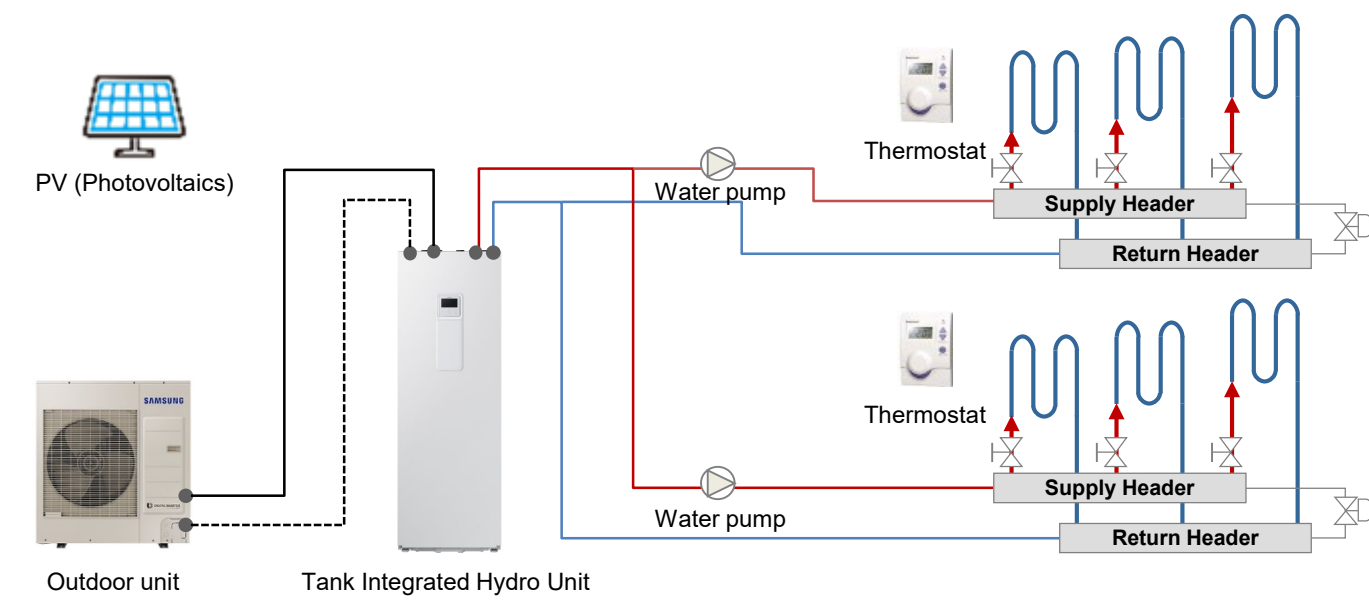 Thermostat
PV (Photovoltaics)
Water pump
Supply Header
Return Header
SAMSUNG
Thermostat
Water pump
Supply Header
Return Header
Outdoor unit
Tank Integrated Hydro Unit